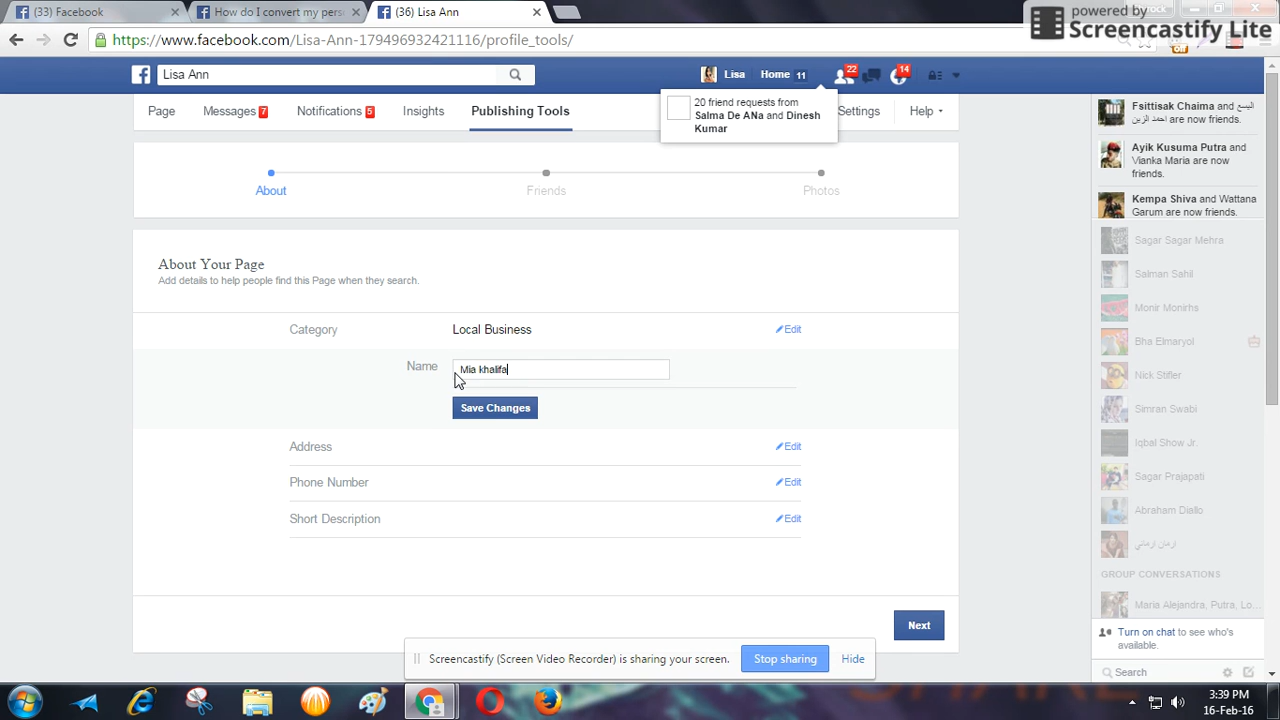 (33) Facebook
How do I convert my pers
(36) Lisa Ann
powered by
Screencastify Lite
https://www.facebook.com/Lisa-Ann-179496592421116/profile_tools/
off
Lisa Ann
Lisa
Home 11
22
14
Page
Messages 7
Notifications 5
Insights
Publishing Tools
Settings
Help
20 friend requests from
Salma De ANa and Dinesh
Kumar
About
Friends
Photos
About Your Page
Add details to help people find this Page when they search.
Category
Local Business
Edit
Name
Mia khalifa
Save Changes
Address
Edit
Phone Number
Edit
Short Description
Edit
Next
Screencastify (Screen Video Recorder) is sharing your screen.
Stop sharing
Hide
Fsittisak Chaima and اليسع
احمد الزين are now friends.
Ayik Kusuma Putra and
Vianka Maria are now
friends.
Kempa Shiva and Wattana
Garum are now friends.
Sagar Sagar Mehra
Salman Sahil
Monir Monirhs
Bha Elmaryol
Nick Stifler
Simran Swabi
Iqbal Show Jr.
Sagar Prajapati
Abraham Diallo
ارمان ارماني
GROUP CONVERSATIONS
Maria Alejandra, Putra, Lo...
Turn on chat to see who's
available.
Search
3:39 PM
16-Feb-16